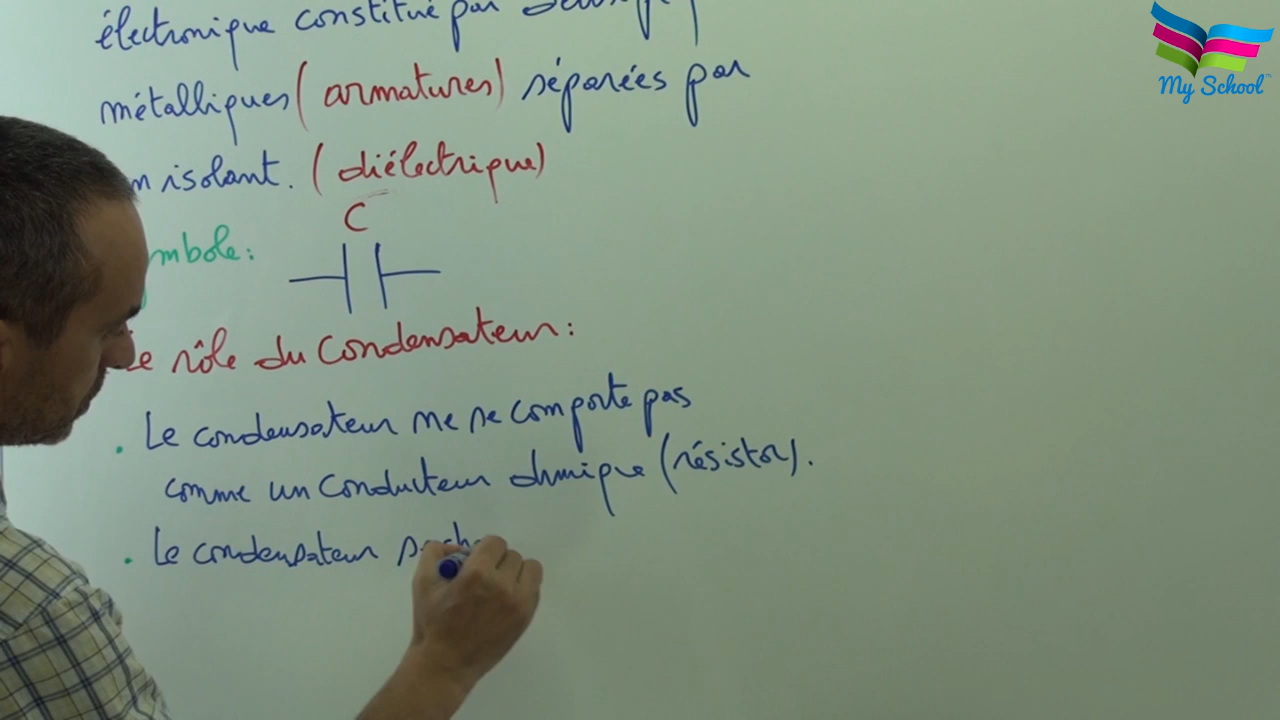 électronique constitué par
métalliques (armatures) séparées par
isolant. (diélectrique)
C
mbole:
rôle du condensateur:
. Le condensateur ne se comporte pas
comme un conducteur ohmique (résistor).
. Le condensateur
My School